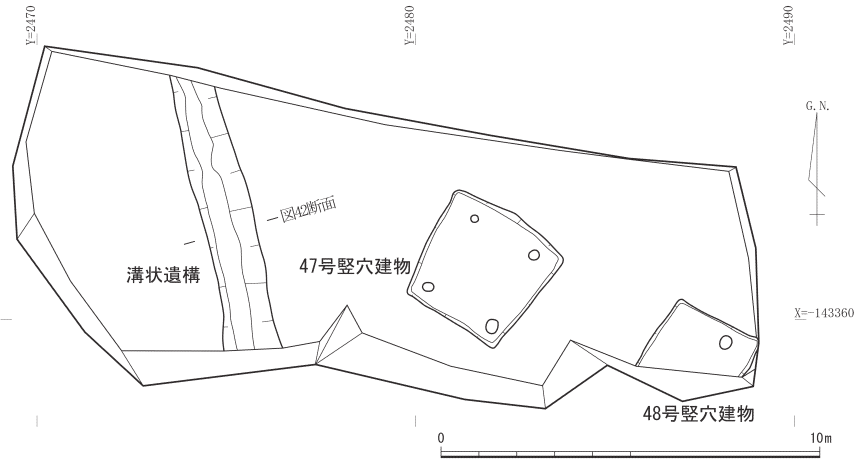 Y=2470
Y=2480
Y=2490
G.N.
図42断面
溝状遺構
47号竪穴建物
X=-143360
48号竪穴建物
0
10m